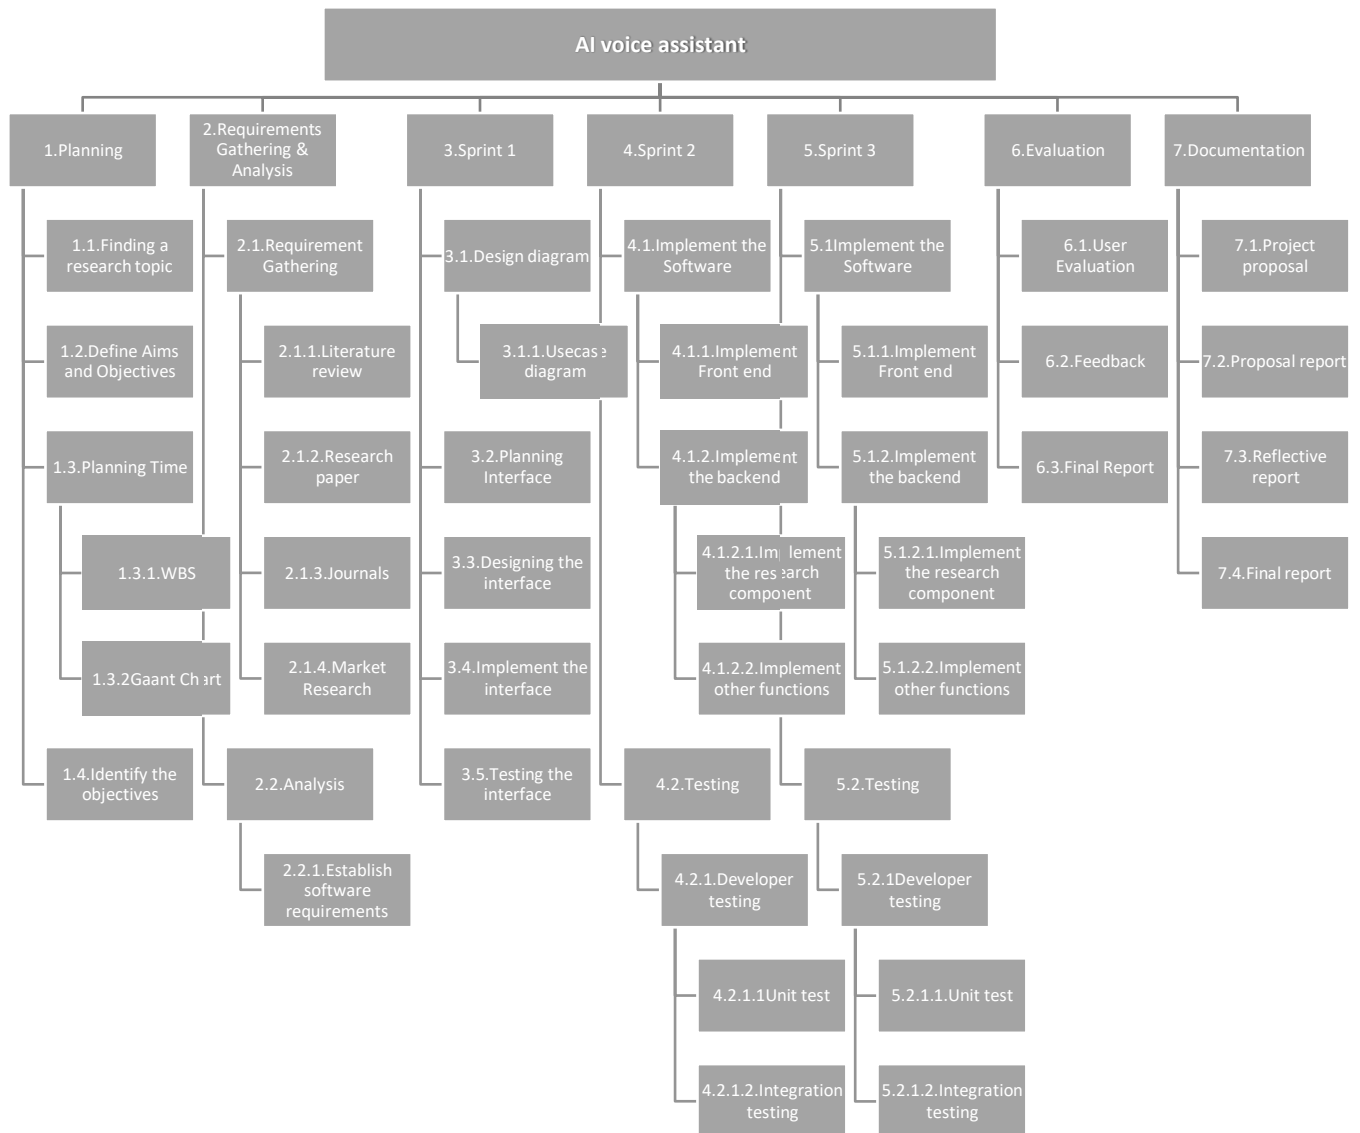 AI voice assistant
1.Planning
2.Requirements
Gathering &
Analysis
3.Sprint 1
4.Sprint 2
5.Sprint 3
6.Evaluation
7.Documentation
1.1.Finding a
research topic
1.2.Define Aims
and Objectives
1.3.Planning Time
1.3.1.WBS
1.3.2Gaant Chart
1.4.Identify the
objectives
2.1.Requirement
Gathering
2.1.1.Literature
review
2.1.2.Research
paper
2.1.3.Journals
2.1.4.Market
Research
2.2.Analysis
2.2.1.Establish
software
requirements
3.1.Design diagram
3.1.1.Usecase
diagram
3.2.Planning
Interface
3.3.Designing the
interface
3.4.Implement the
interface
3.5.Testing the
interface
4.1.Implement the
Software
4.1.1.Implement
Front end
4.1.2.Implement
the backend
4.1.2.1.Implement
the research
component
4.1.2.2.Implement
other functions
4.2.Testing
4.2.1.Developer
testing
4.2.1.1Unit test
4.2.1.2.Integration
testing
5.1Implement the
Software
5.1.1.Implement
Front end
5.1.2.Implement
the backend
5.1.2.1.Implement
the research
component
5.1.2.2.Implement
other functions
5.2.Testing
5.2.1Developer
testing
5.2.1.1.Unit test
5.2.1.2.Integration
testing
6.1.User
Evaluation
6.2.Feedback
6.3.Final Report
7.1.Project
proposal
7.2.Proposal report
7.3.Reflective
report
7.4.Final report